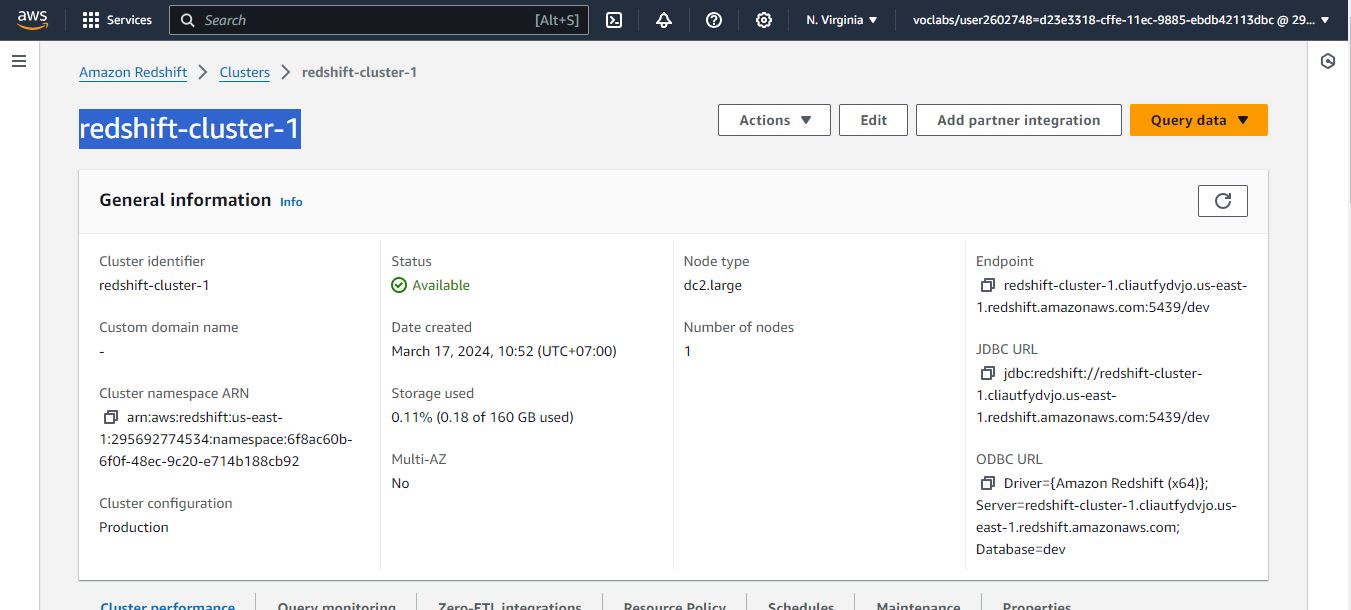 aws
Services
Search [Alt+S]
N. Virginia
voclabs/user2602748=d23e3318-cffe-11ec-9885-ebdb42113dbc @ 29...
Amazon Redshift
Clusters
redshift-cluster-1
redshift-cluster-1
Actions
Edit
Add partner integration
Query data
General information
Info
Cluster identifier
redshift-cluster-1
Custom domain name
-
Cluster namespace ARN
arn:aws:redshift:us-east-
1:295692774534:namespace:6f8ac60b-
6f0f-48ec-9c20-e714b188cb92
Cluster configuration
Production
Status
Available
Date created
March 17, 2024, 10:52 (UTC+07:00)
Storage used
0.11% (0.18 of 160 GB used)
Multi-AZ
No
Node type
dc2.large
Number of nodes
1
Endpoint
redshift-cluster-1.cliautfydvjo.us-east-
1.redshift.amazonaws.com:5439/dev
JDBC URL
jdbc:redshift://redshift-cluster-
1.cliautfydvjo.us-east-
1.redshift.amazonaws.com:5439/dev
ODBC URL
Driver={Amazon Redshift (x64)};
Server=redshift-cluster-1.cliautfydvjo.us-
east-1.redshift.amazonaws.com;
Database=dev
Cluster performance
Query monitoring
Zero-ETL integrations
Resource Policy
Schedules
Maintenance
Properties